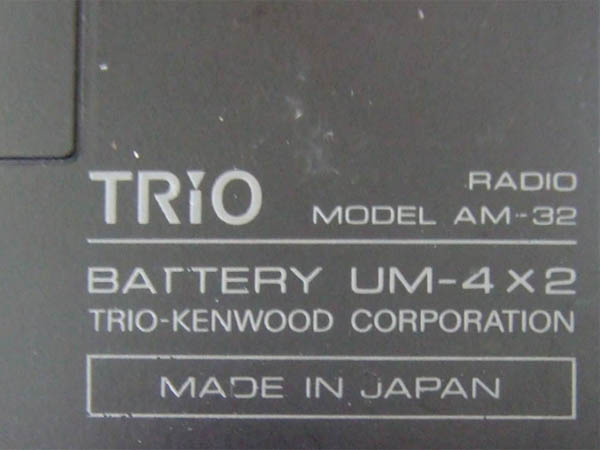 TRIO
RADIO
MODEL AM-32
BATTERY UM-4×2
TRIO-KENWOOD CORPORATION
MADE IN JAPAN